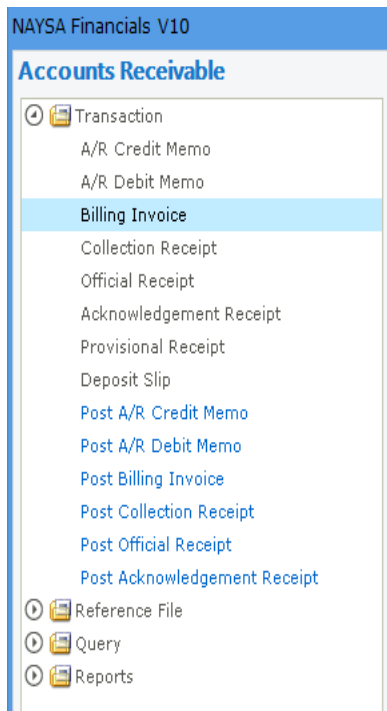 NAYSA Financials V10
Accounts Receivable
Transaction
A/R Credit Memo
A/R Debit Memo
Billing Invoice
Collection Receipt
Official Receipt
Acknowledgement Receipt
Provisional Receipt
Deposit Slip
Post A/R Credit Memo
Post A/R Debit Memo
Post Billing Invoice
Post Collection Receipt
Post Official Receipt
Post Acknowledgement Receipt
Reference File
Query
Reports